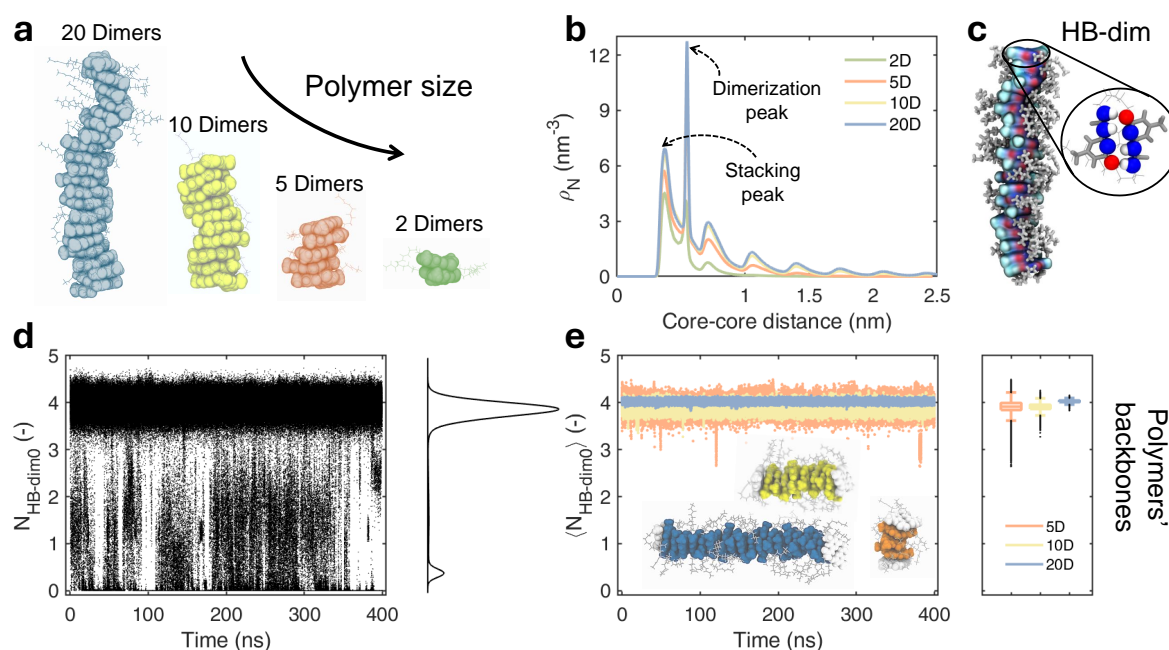 a
20 Dimers
Polymer size
10 Dimers
5 Dimers
2 Dimers
b
ρN (nm-3)
12
9
6
3
0
Dimerization
peak
Stacking
peak
2D
5D
10D
20D
0 0.5 1 1.5 2 2.5
Core-core distance (nm)
c
HB-dim
d
NHB-dim0 (-)
5
4
3
2
1
0
0 100 200 300 400
Time (ns)
e
⟨NHB-dim0⟩ (-)
5
4
3
2
1
0
0 100 200 300 400
Time (ns)
5D
10D
20D
Polymers'
backbones